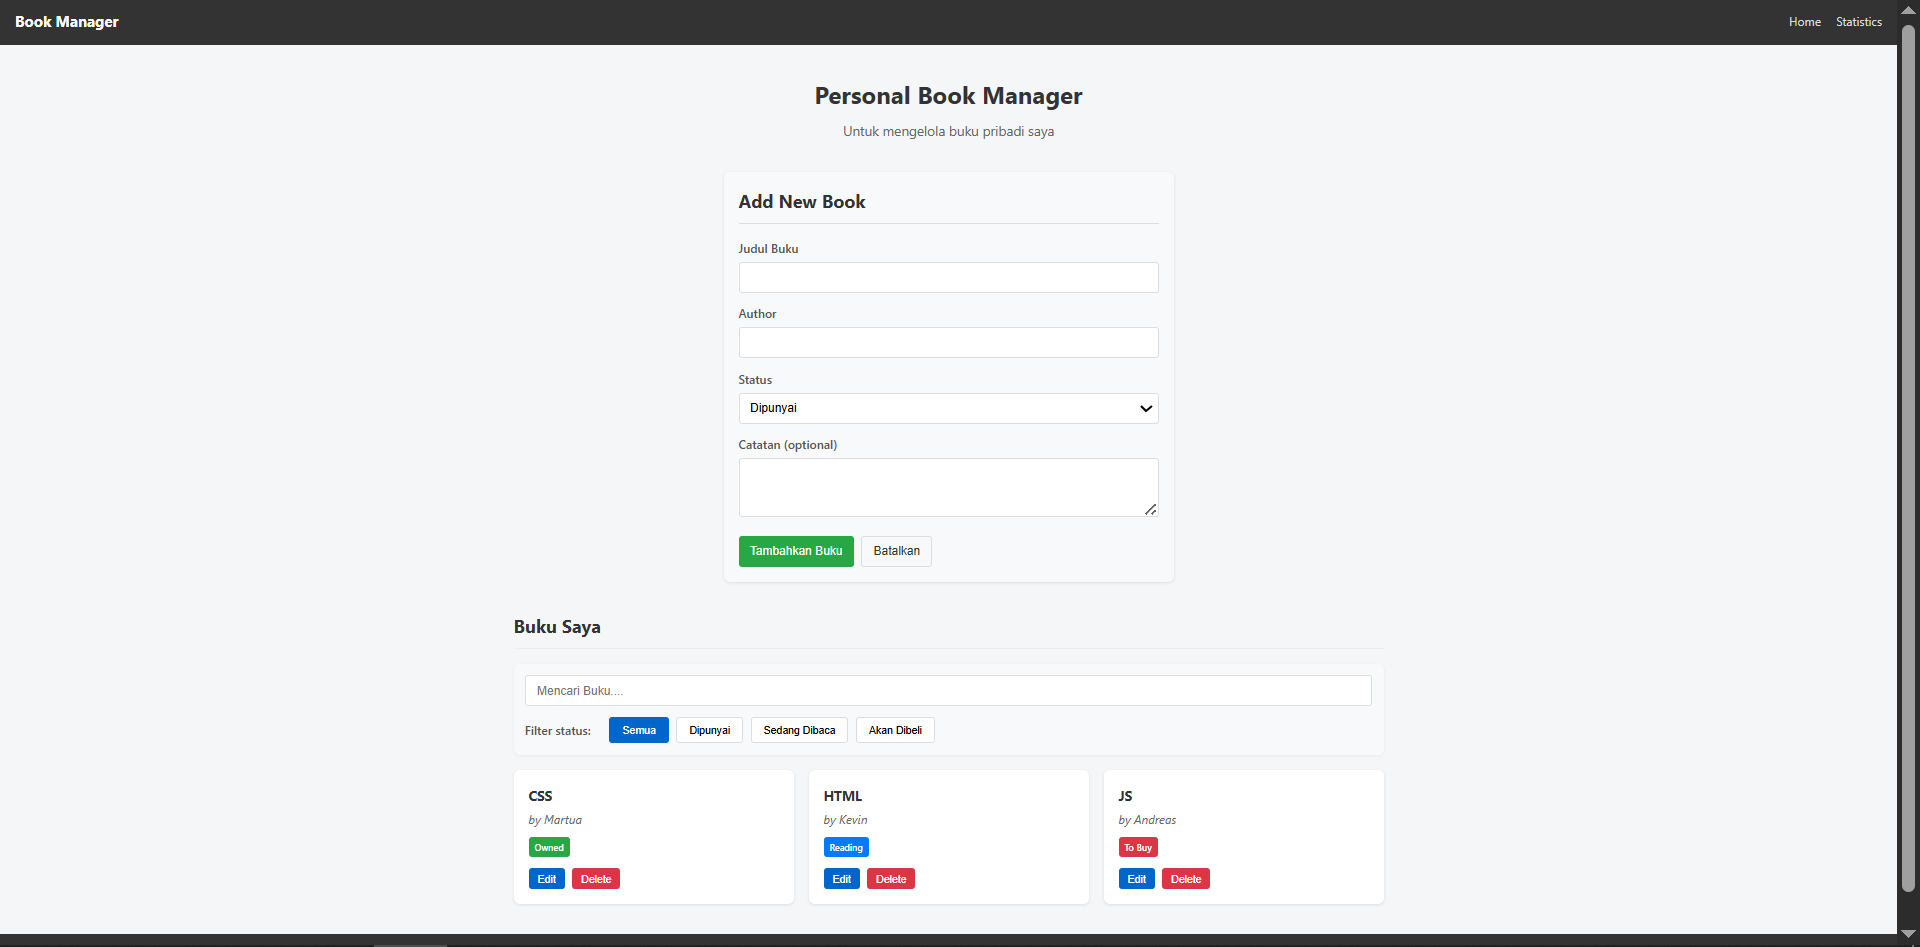 Book Manager
Home Statistics
Personal Book Manager
Untuk mengelola buku pribadi saya
Add New Book
Judul Buku
Author
Status
Dipunyai
Catatan (optional)
Tambahkan Buku Batalkan
Buku Saya
Mencari Buku....
Filter status: Semua Dipunyai Sedang Dibaca Akan Dibeli
CSS
by Martua
Owned
Edit Delete
HTML
by Kevin
Reading
Edit Delete
JS
by Andreas
To Buy
Edit Delete